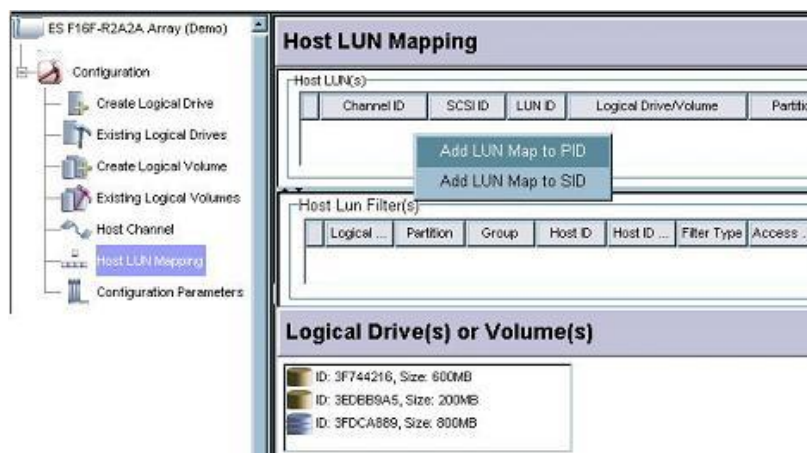 ES F16F-R2A2A Array (Demo)
Configuration
Create Logical Drive
Existing Logical Drives
Create Logical Volume
Existing Logical Volumes
Host Channel
Host LUN Mapping
Configuration Parameters
Host LUN Mapping
Host LUN(s)
Channel ID SCSI ID LUN ID Logical Drive/Volume Partitio
Add LUN Map to PID
Add LUN Map to SID
Host Lun Filter(s)
Logical ... Partition Group Host ID Host ID ... Filter Type Access ...
Logical Drive(s) or Volume(s)
ID: 3F744216, Size: 600MB
ID: 3EDBB9A5, Size: 200MB
ID: 3FDCA889, Size: 800MB